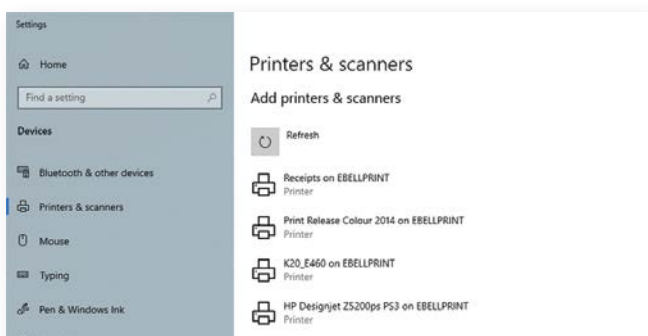 Settings
Home
Find a setting
Devices
Bluetooth & other devices
Printers & scanners
Mouse
Typing
Pen & Windows Ink
Printers & scanners
Add printers & scanners
Refresh
Receipts on EBELLPRINT
Printer
Print Release Colour 2014 on EBELLPRINT
Printer
K20_E460 on EBELLPRINT
Printer
HP Designjet Z5200ps PS3 on EBELLPRINT
Printer